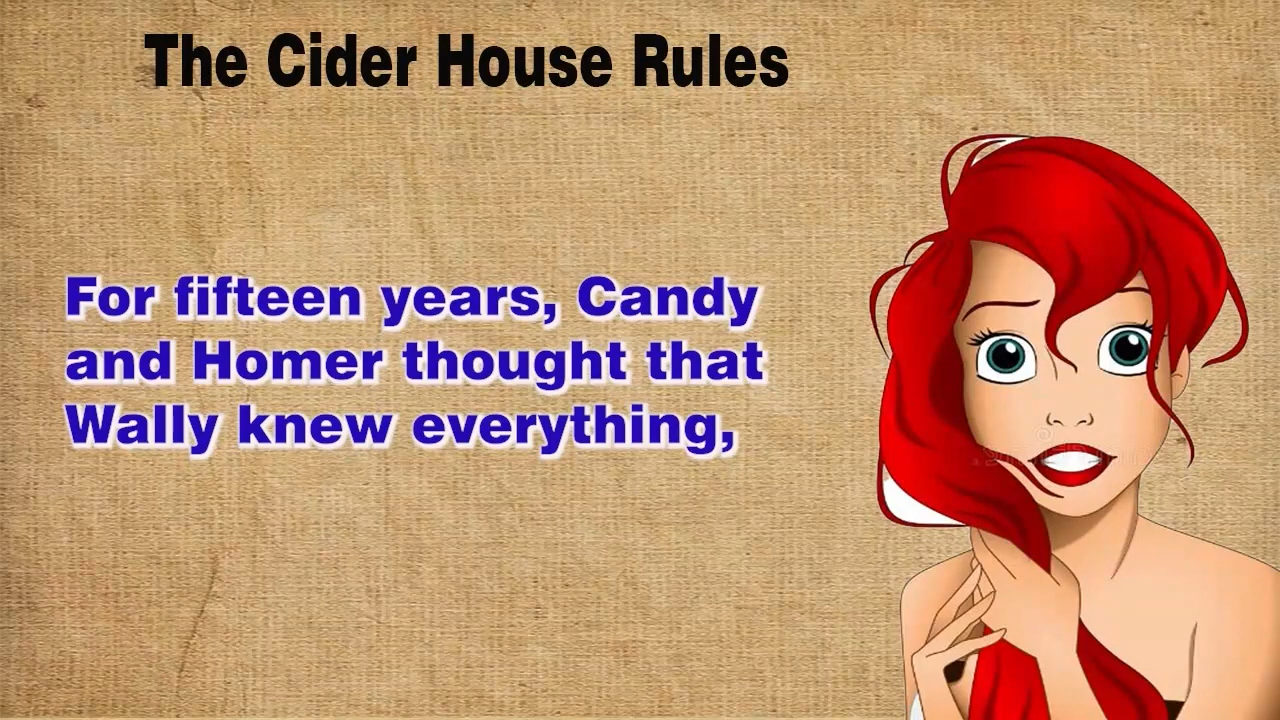 The Cider House Rules
For fifteen years, Candy
and Homer thought that
Wally knew everything,